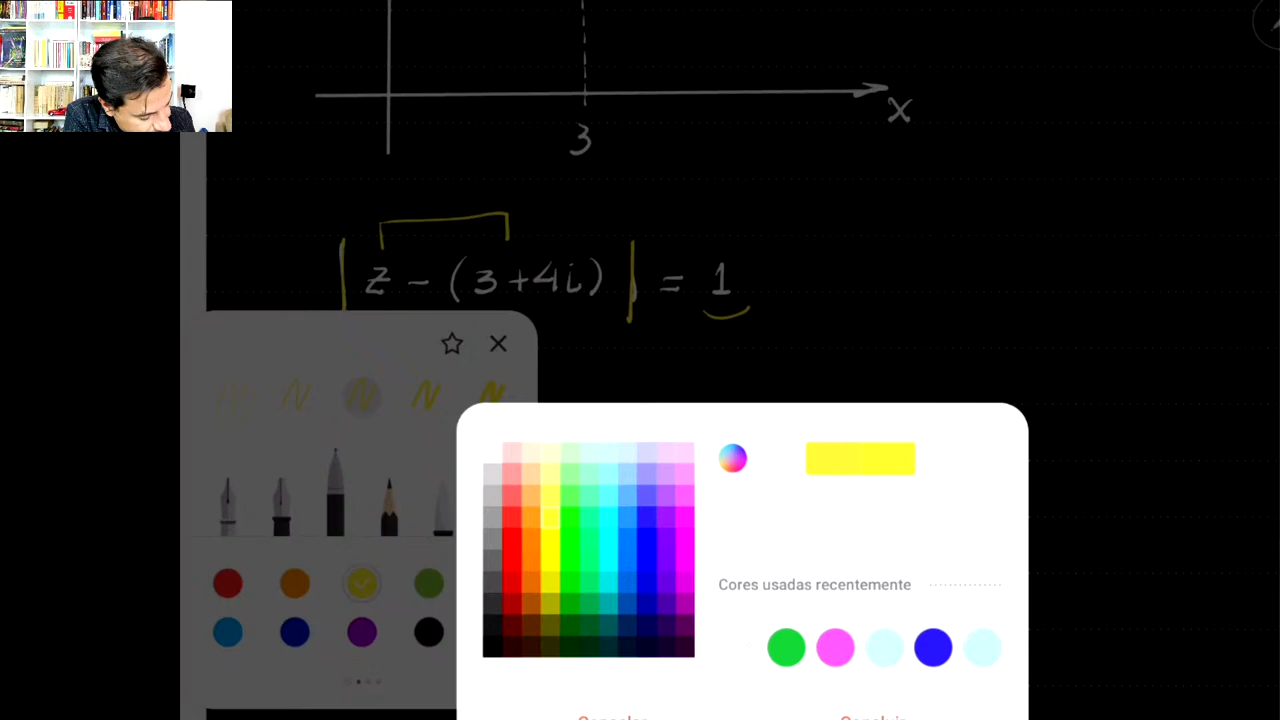 x
3
| z - (3+4i) | = 1
Cores usadas recentemente